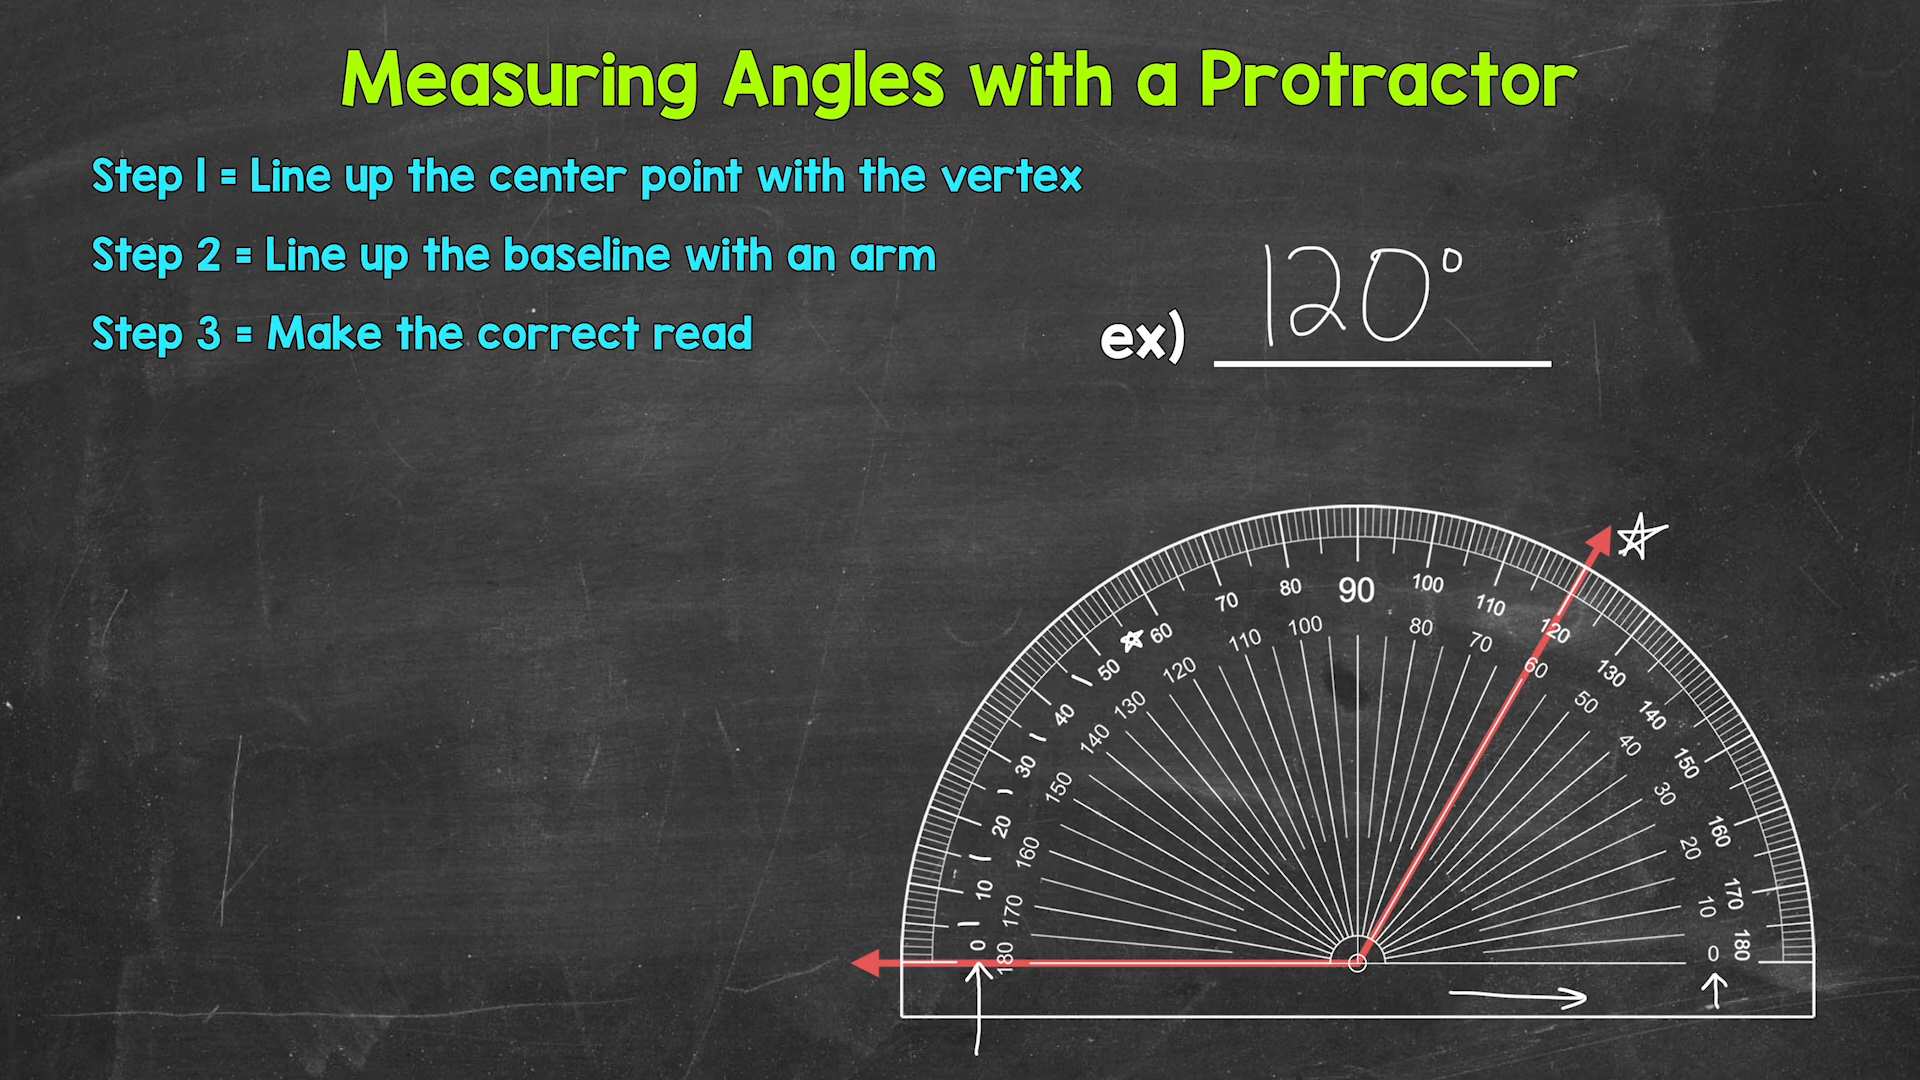 Measuring Angles with a Protractor
Step 1 = Line up the center point with the vertex
Step 2 = Line up the baseline with an arm
Step 3 = Make the correct read
ex) 120°
0 10 20 30 40 50 60 70 80 90 100 110 120 130 140 150 160 170 180
180 170 160 150 140 130 120 110 100 80 70 60 50 40 30 20 10 0